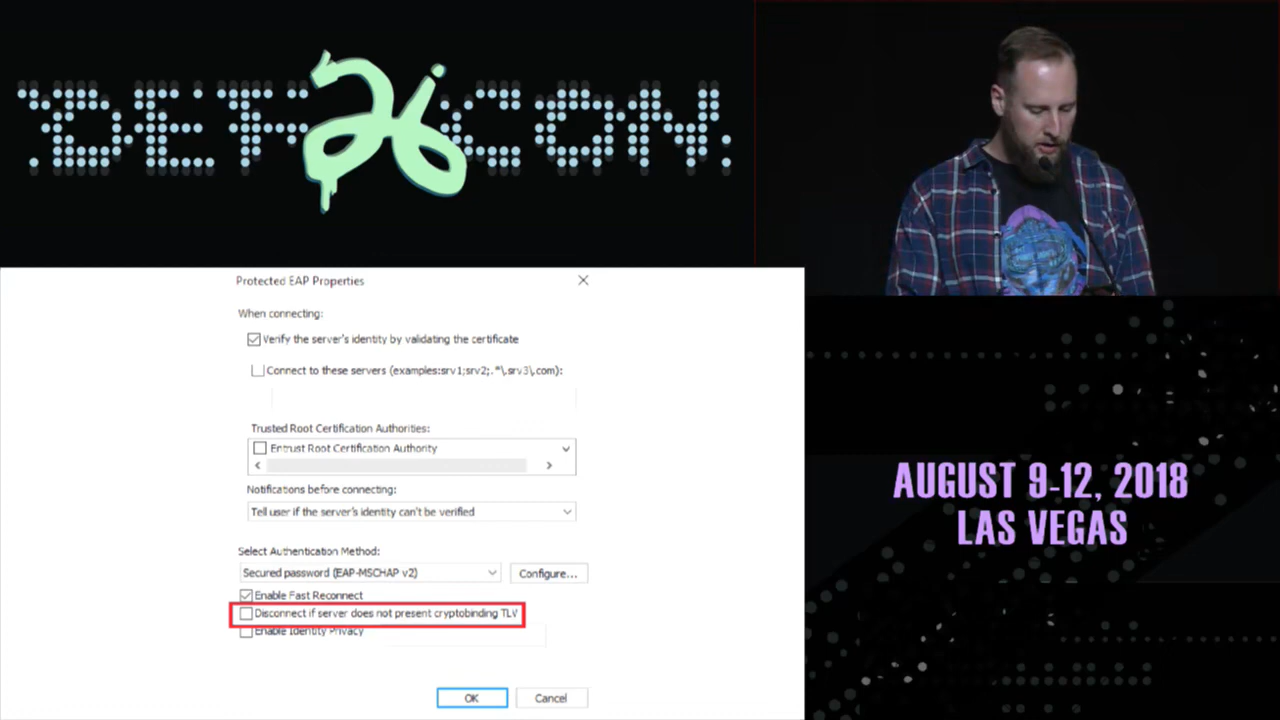 DEF CON
26
Protected EAP Properties
When connecting:
Verify the server's identity by validating the certificate
Connect to these servers (examples:srv1;srv2;.*\.srv3\.com):
Trusted Root Certification Authorities:
Entrust Root Certification Authority
Notifications before connecting:
Tell user if the server's identity can't be verified
Select Authentication Method:
Secured password (EAP-MSCHAP v2)
Configure...
Enable Fast Reconnect
Disconnect if server does not present cryptobinding TLV
Enable Identity Privacy
OK
Cancel
AUGUST 9-12, 2018
LAS VEGAS